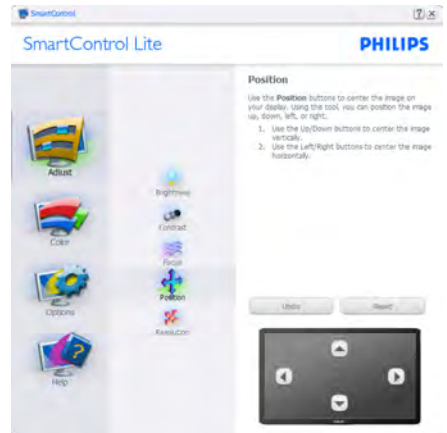 SmartControl
SmartControl Lite
PHILIPS
Position
Use the Position buttons to center the image on
your display. Using the tool, you can position the image
up, down, left, or right.
1. Use the Up/Down buttons to center the image
vertically.
2. Use the Left/Right buttons to center the image
horizontally.
Adjust
Color
Options
Help
Brightness
Contrast
Focus
Position
Resolution
Undo
Reset